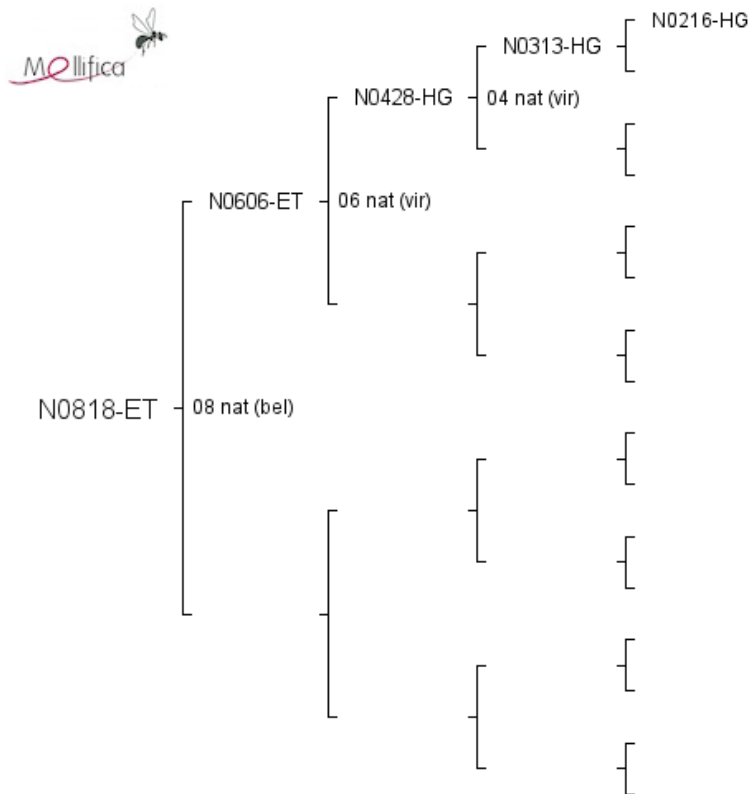 Mellifica
N0216-HG
N0313-HG
N0428-HG
04 nat (vir)
N0606-ET
06 nat (vir)
N0818-ET
08 nat (bel)